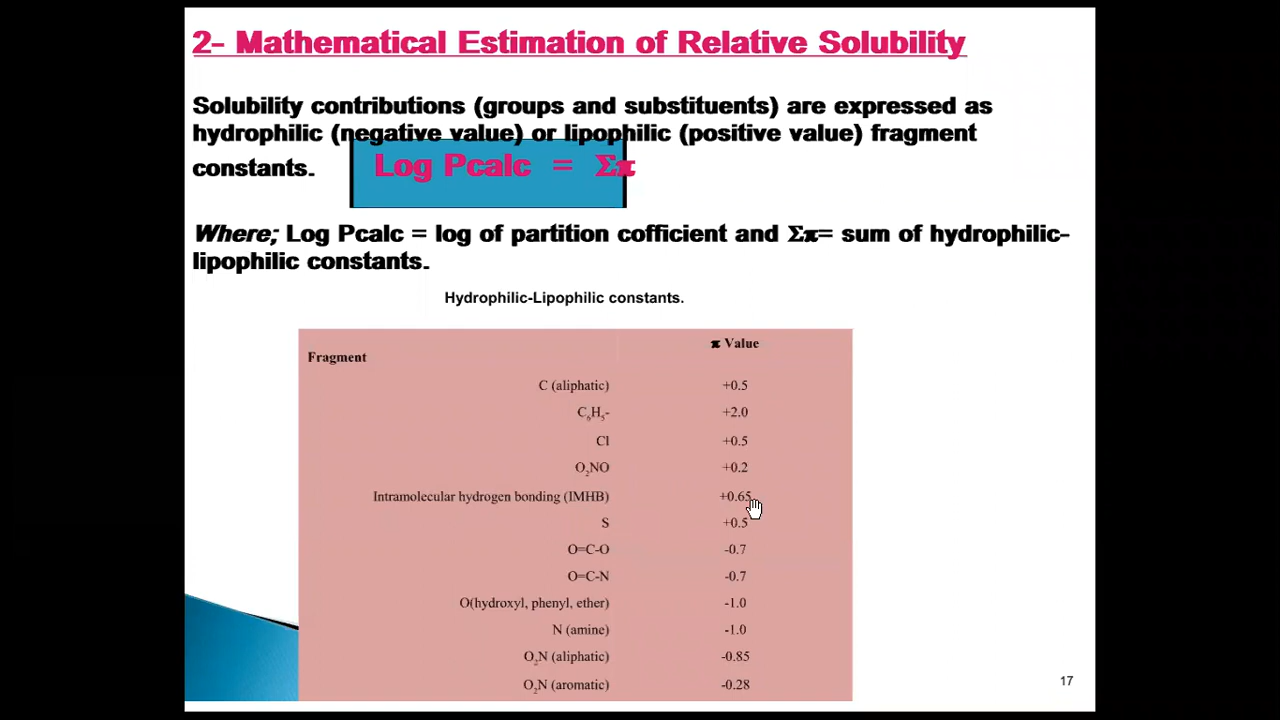 2- Mathematical Estimation of Relative Solubility
Solubility contributions (groups and substituents) are expressed as
hydrophilic (negative value) or lipophilic (positive value) fragment
constants. Log Pcalc = Σπ
Where; Log Pcalc = log of partition cofficient and Σπ= sum of hydrophilic-
lipophilic constants.
Hydrophilic-Lipophilic constants.
Fragment π Value
C (aliphatic) +0.5
C6H5- +2.0
Cl +0.5
O2NO +0.2
Intramolecular hydrogen bonding (IMHB) +0.65
S +0.5
O=C-O -0.7
O=C-N -0.7
O(hydroxyl, phenyl, ether) -1.0
N (amine) -1.0
O2N (aliphatic) -0.85
O2N (aromatic) -0.28
17